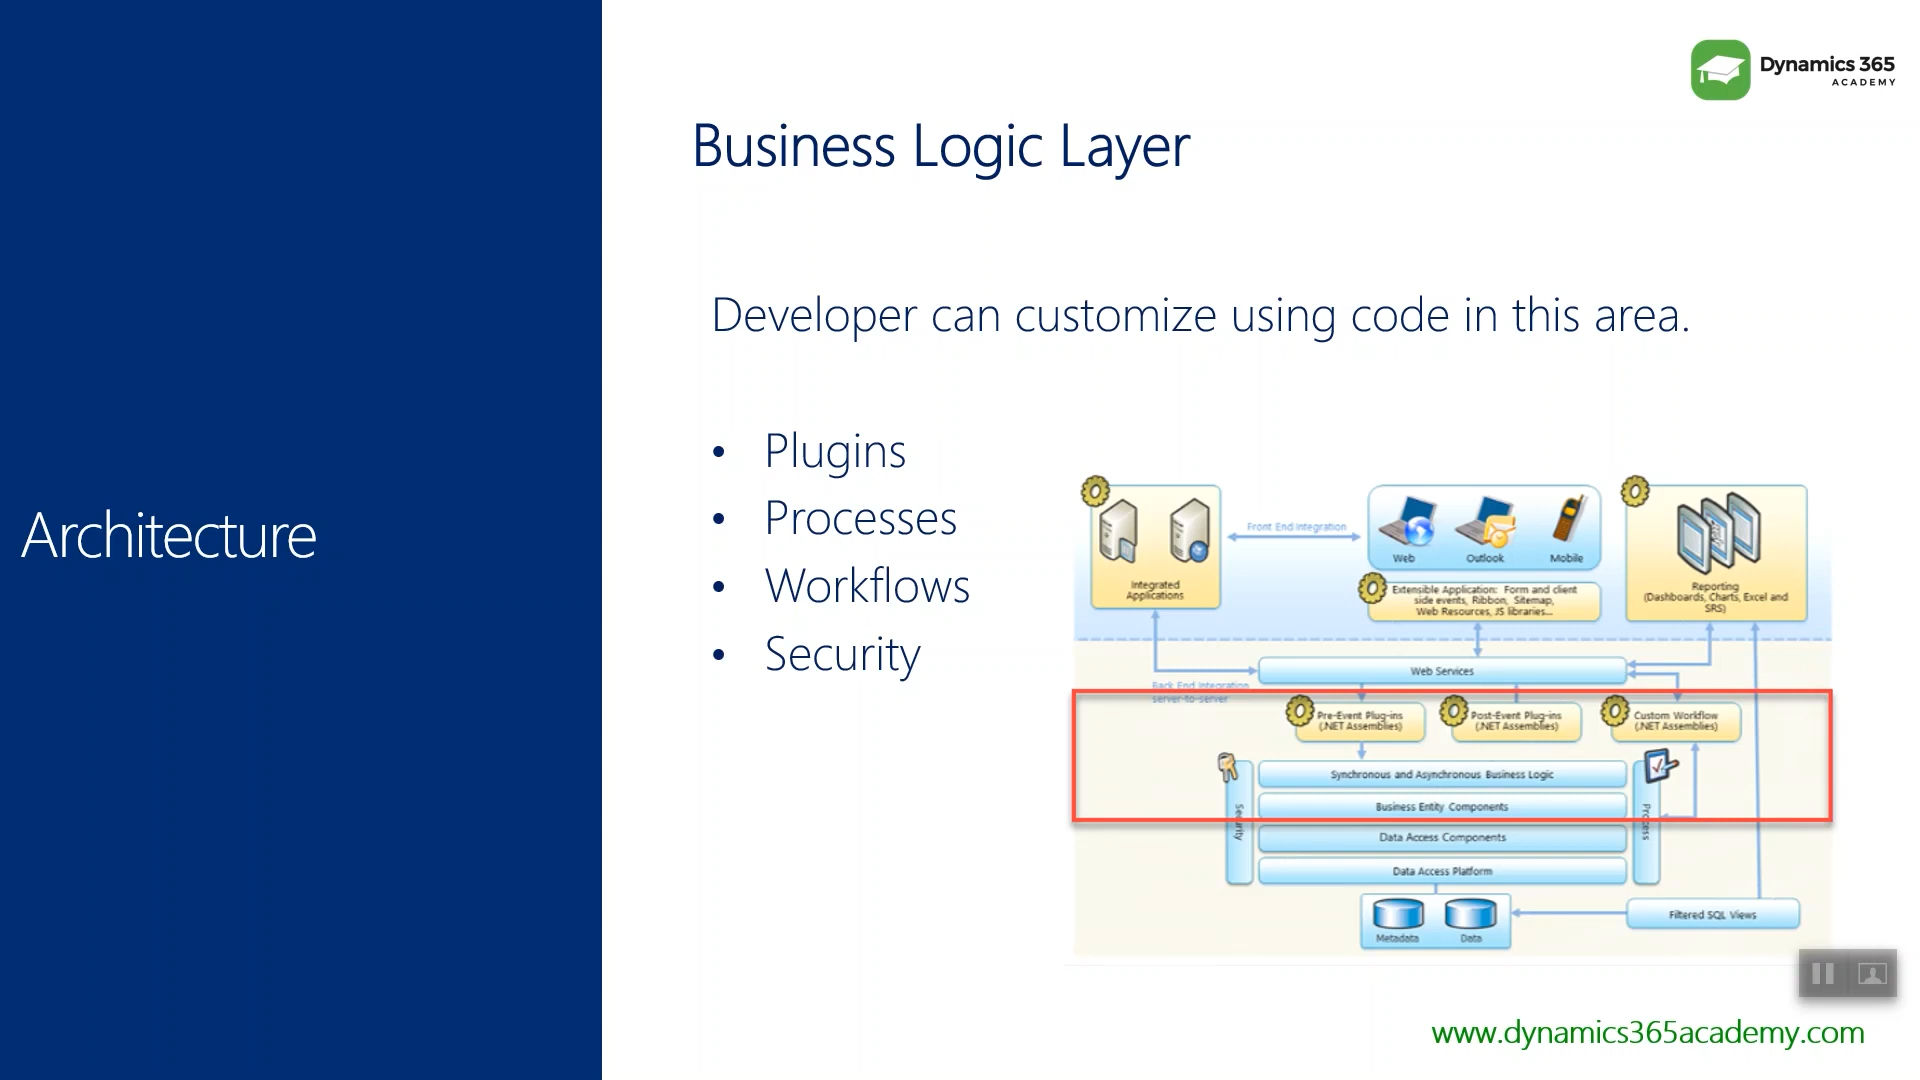 Dynamics 365
ACADEMY
Business Logic Layer
Developer can customize using code in this area.
• Plugins
• Processes
• Workflows
• Security
Architecture
Front End Integration
Web
Outlook
Mobile
Integrated
Applications
Extensible Application: Form and client
side events, Ribbon, Sitemap,
Web Resources, JS libraries...
Reporting
(Dashboards, Charts, Excel and
SRS)
Web Services
Back End Integration
server-to-server
Pre-Event Plug-ins
(.NET Assemblies)
Post-Event Plug-ins
(.NET Assemblies)
Custom Workflow
(.NET Assemblies)
Synchronous and Asynchronous Business Logic
Business Entity Components
Security
Process
Data Access Components
Data Access Platform
Metadata
Data
Filtered SQL Views
www.dynamics365academy.com